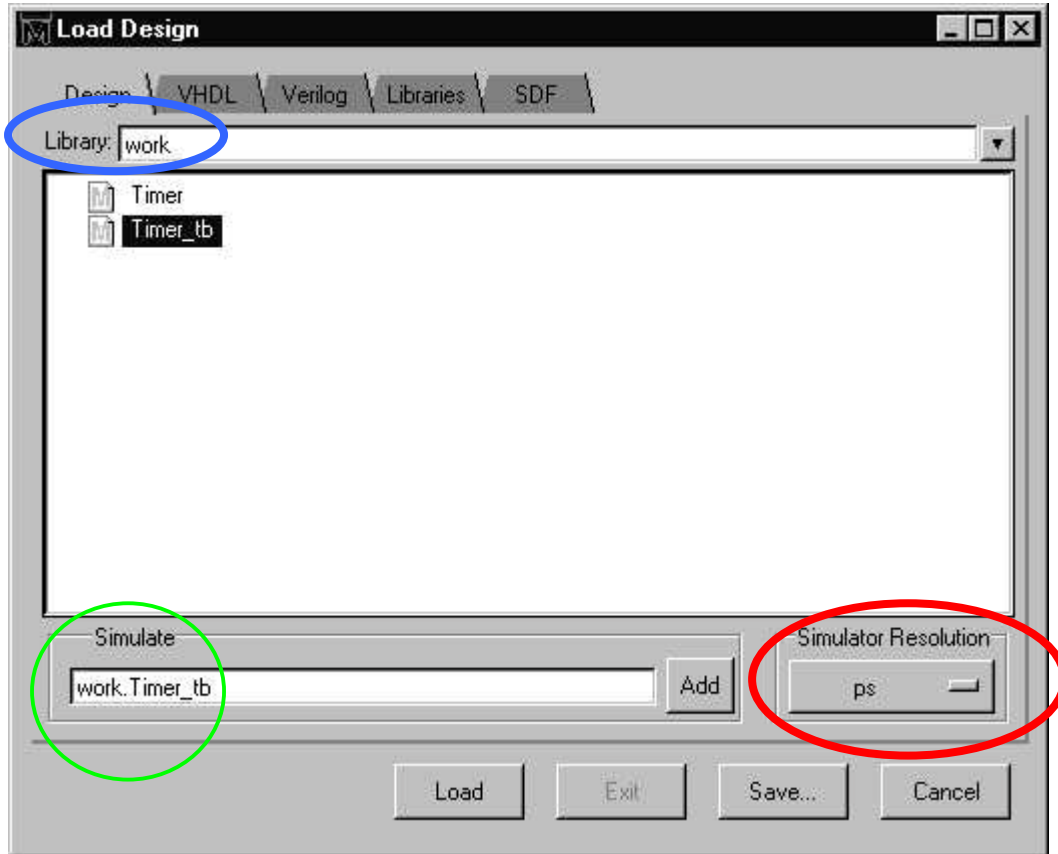 Load Design
Design VHDL Verilog Libraries SDF
Library: work
Timer
Timer_tb
Simulate Simulator Resolution
work.Timer_tb Add ps
Load Exit Save... Cancel